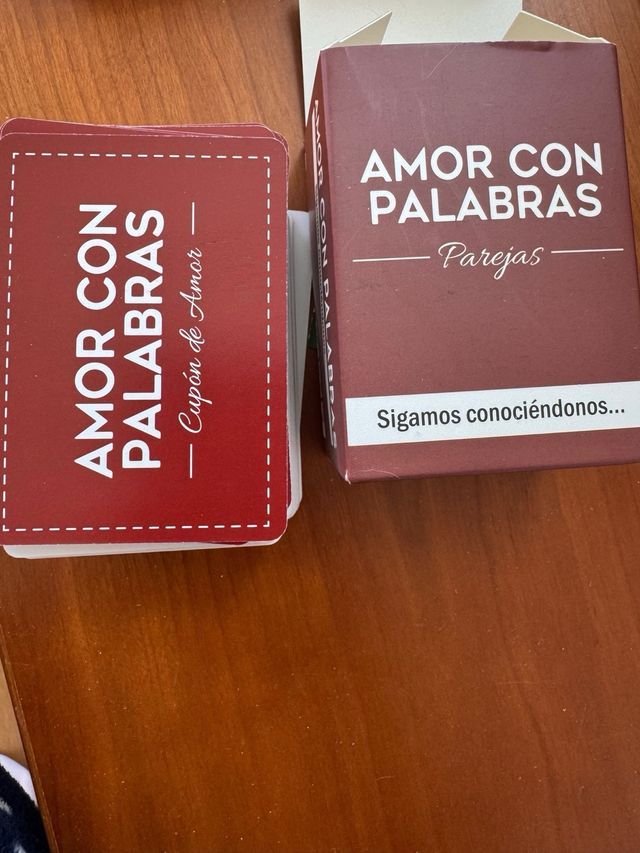 AMOR CON
PALABRAS
Cupón de Amor
AMOR CON PALABRAS
AMOR CON
PALABRAS
Parejas
Sigamos conociéndonos...